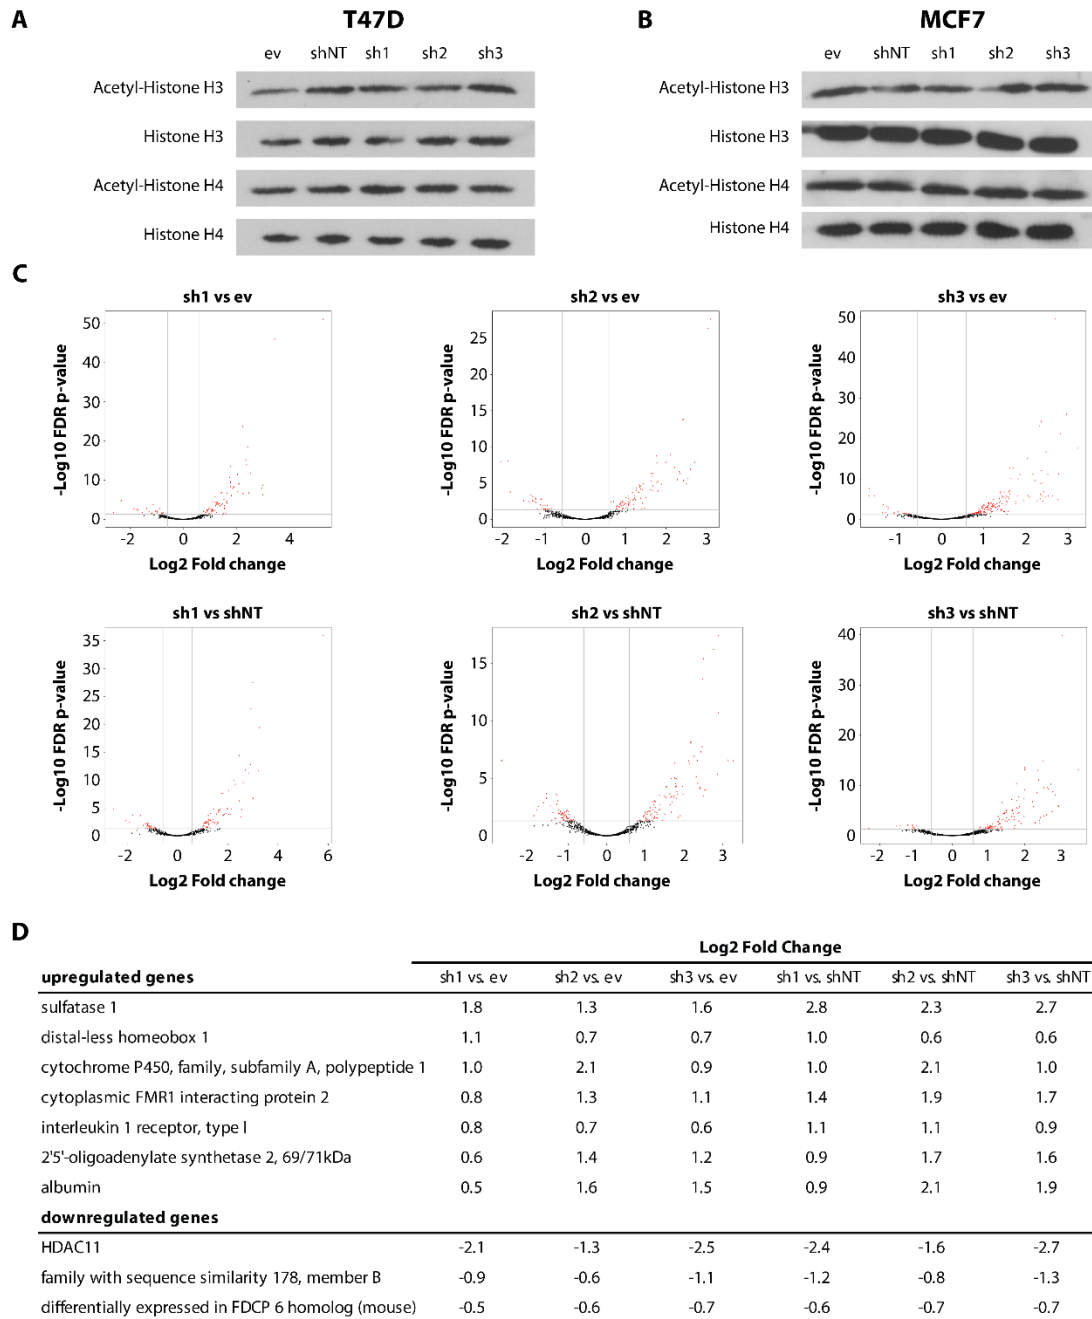 A
T47D
ev shNT sh1 sh2 sh3
Acetyl-Histone H3
Histone H3
Acetyl-Histone H4
Histone H4
B
MCF7
ev shNT sh1 sh2 sh3
Acetyl-Histone H3
Histone H3
Acetyl-Histone H4
Histone H4
C
sh1 vs ev
-Log10 FDR p-value
50
40
30
20
10
0
-2 0 2 4
Log2 Fold change
sh2 vs ev
-Log10 FDR p-value
25
20
15
10
5
0
-2 -1 0 1 2 3
Log2 Fold change
sh3 vs ev
-Log10 FDR p-value
50
40
30
20
10
0
-1 0 1 2 3
Log2 Fold change
sh1 vs shNT
-Log10 FDR p-value
35
30
25
20
15
10
5
0
-2 0 2 4 6
Log2 Fold change
sh2 vs shNT
-Log10 FDR p-value
15
10
5
0
-2 -1 0 1 2 3
Log2 Fold change
sh3 vs shNT
-Log10 FDR p-value
40
30
20
10
0
-2 -1 0 1 2 3
Log2 Fold change
D
Log2 Fold Change
upregulated genes sh1 vs. ev sh2 vs. ev sh3 vs. ev sh1 vs. shNT sh2 vs. shNT sh3 vs. shNT
sulfatase 1 1.8 1.3 1.6 2.8 2.3 2.7
distal-less homeobox 1 1.1 0.7 0.7 1.0 0.6 0.6
cytochrome P450, family, subfamily A, polypeptide 1 1.0 2.1 0.9 1.0 2.1 1.0
cytoplasmic FMR1 interacting protein 2 0.8 1.3 1.1 1.4 1.9 1.7
interleukin 1 receptor, type I 0.8 0.7 0.6 1.1 1.1 0.9
2'5'-oligoadenylate synthetase 2, 69/71kDa 0.6 1.4 1.2 0.9 1.7 1.6
albumin 0.5 1.6 1.5 0.9 2.1 1.9
downregulated genes
HDAC11 -2.1 -1.3 -2.5 -2.4 -1.6 -2.7
family with sequence similarity 178, member B -0.9 -0.6 -1.1 -1.2 -0.8 -1.3
differentially expressed in FDCP 6 homolog (mouse) -0.5 -0.6 -0.7 -0.6 -0.7 -0.7